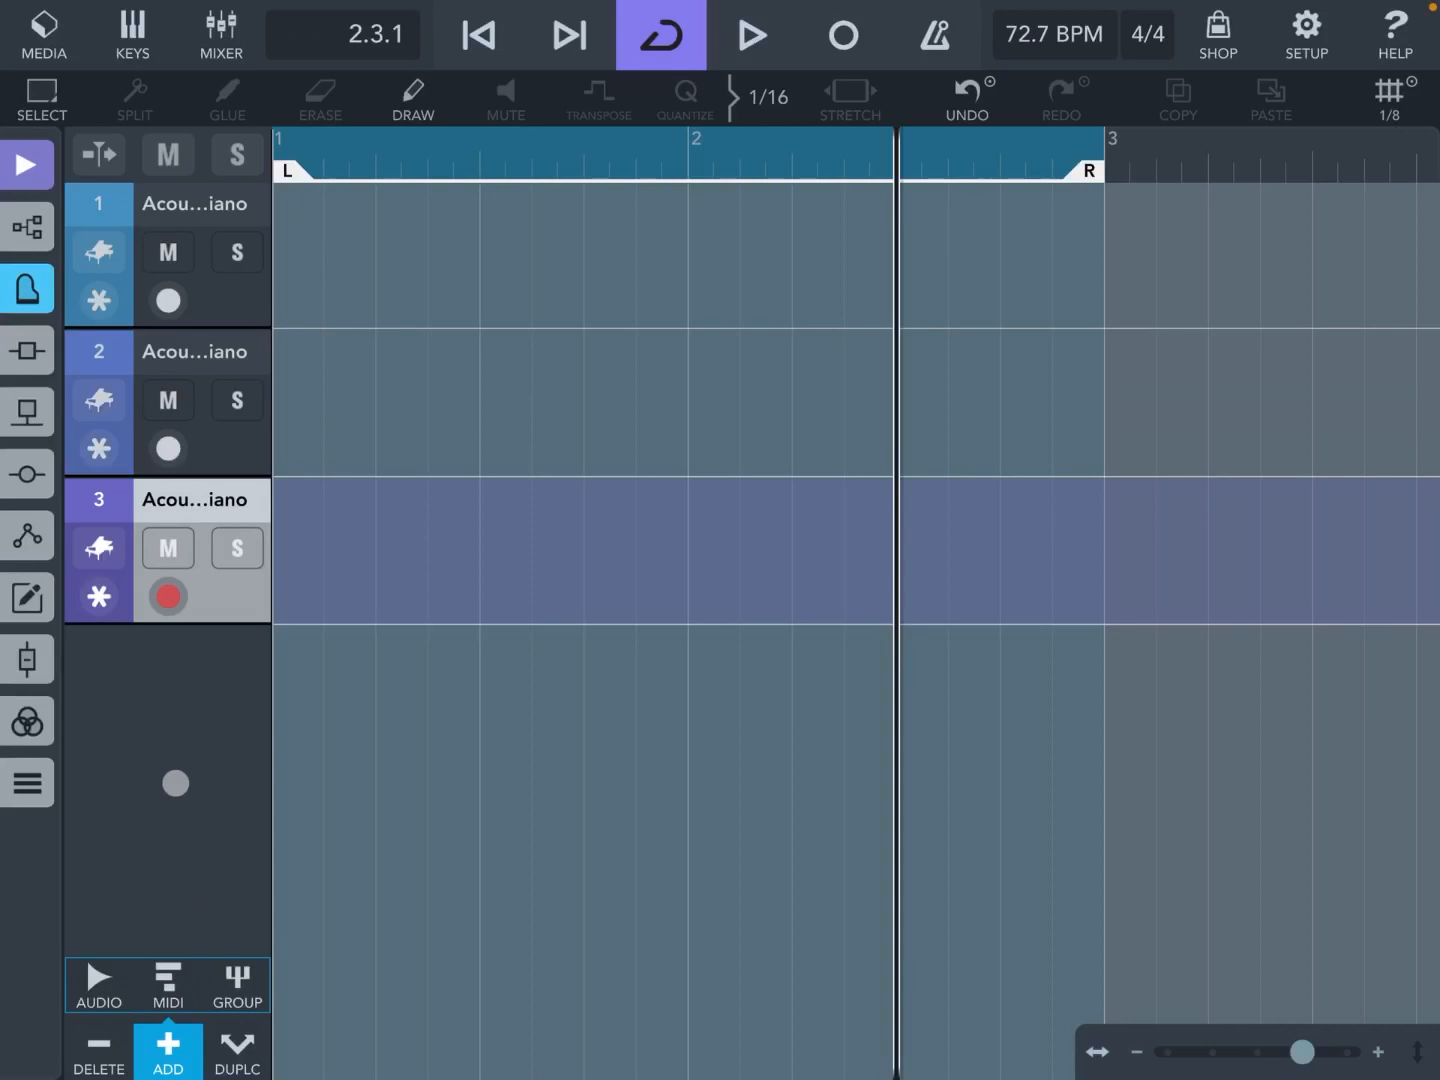 MEDIA KEYS MIXER 2.3.1 72.7 BPM 4/4 SHOP SETUP HELP
SELECT SPLIT GLUE ERASE DRAW MUTE TRANSPOSE Q QUANTIZE 1/16 STRETCH UNDO REDO COPY PASTE 1/8
M S 1 2 3
L R
1 Acou...iano
M S
2 Acou...iano
M S
3 Acou...iano
M S
AUDIO MIDI GROUP
DELETE ADD DUPLC